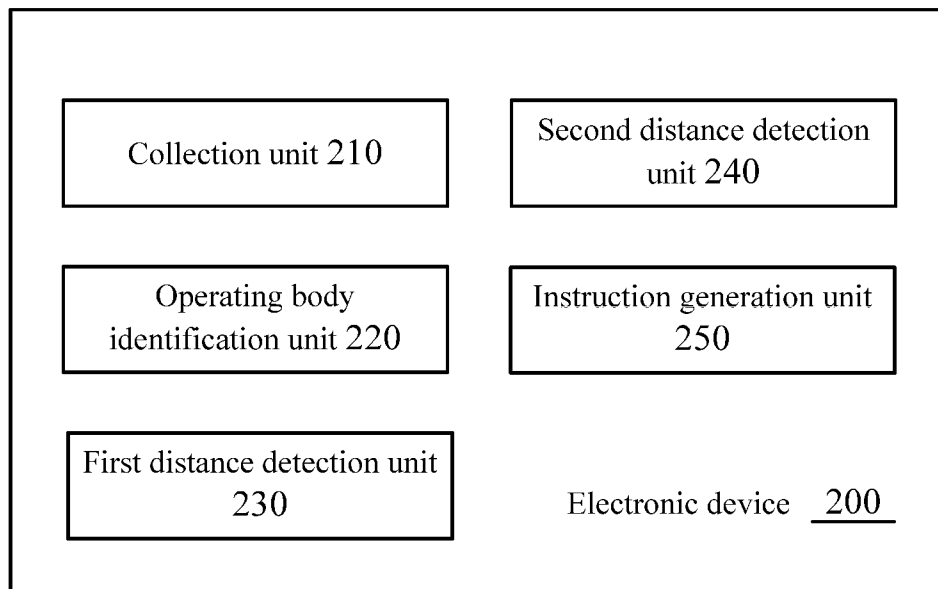 Collection unit 210
Operating body
identification unit 220
First distance detection unit
230
Second distance detection
unit 240
Instruction generation unit
250
Electronic device 200